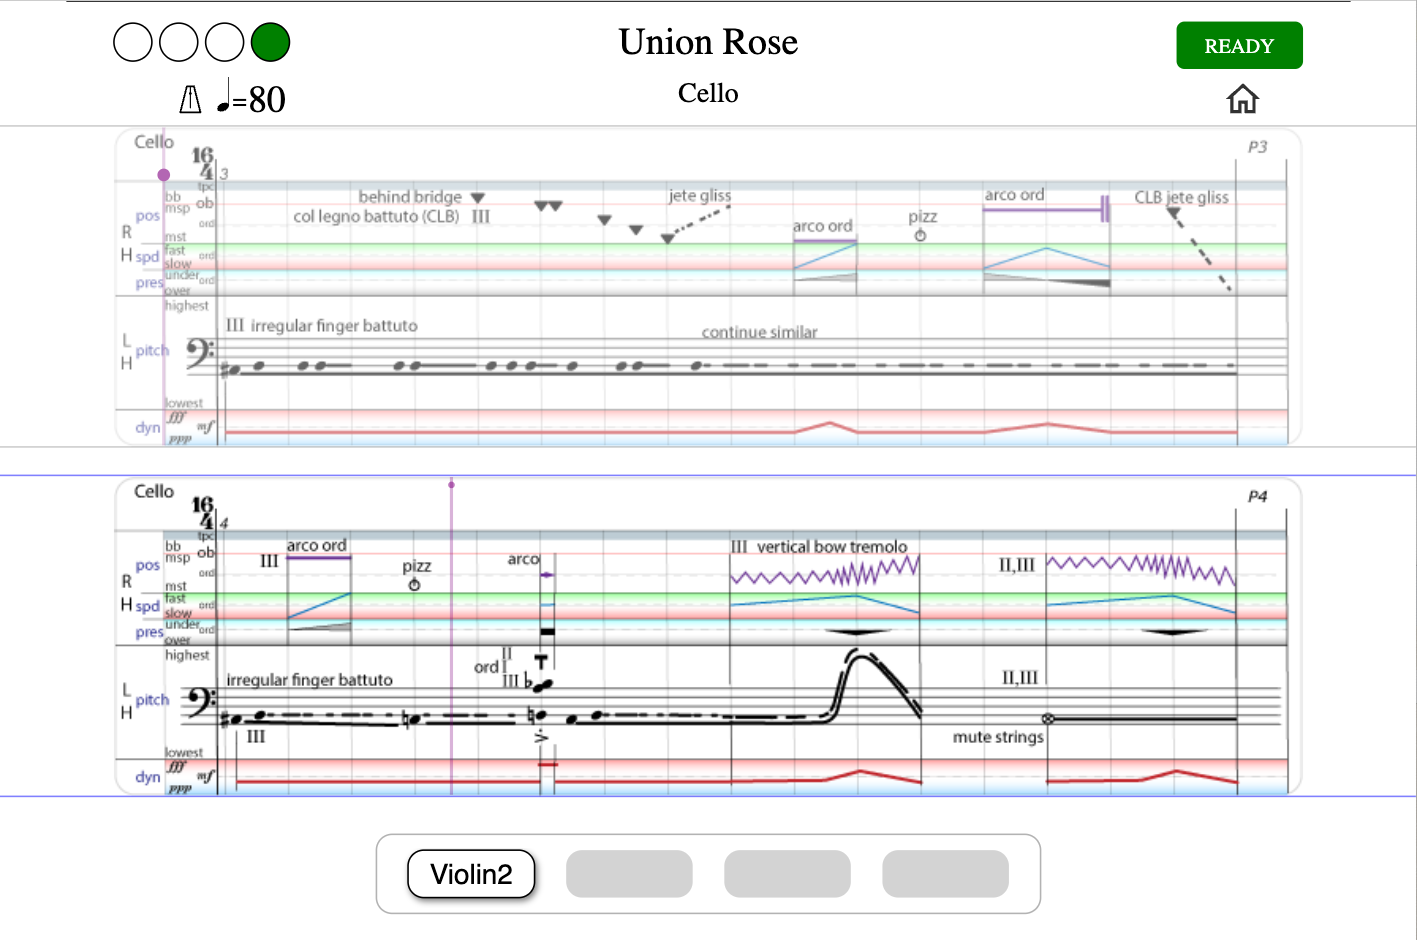 Union Rose
READY
♩=80
Cello
Cello
16
4
3
P3
tpc
bb
ob
msp
pos
ord
mst
R
H
spd
fast
ord
slow
pres
under
ord
over
behind bridge
col legno battuto (CLB) III
jete gliss
arco ord
pizz
arco ord
CLB jete gliss
highest
III irregular finger battuto
continue similar
L
H
pitch
lowest
dyn
fff
mf
ppp
Cello
16
4
4
P4
tpc
bb
ob
msp
pos
ord
mst
R
H
spd
fast
ord
slow
pres
under
ord
over
III
arco ord
pizz
arco
III vertical bow tremolo
II,III
highest
irregular finger battuto
ord
II
I
III
II,III
L
H
pitch
III
mute strings
lowest
dyn
fff
mf
ppp
Violin2